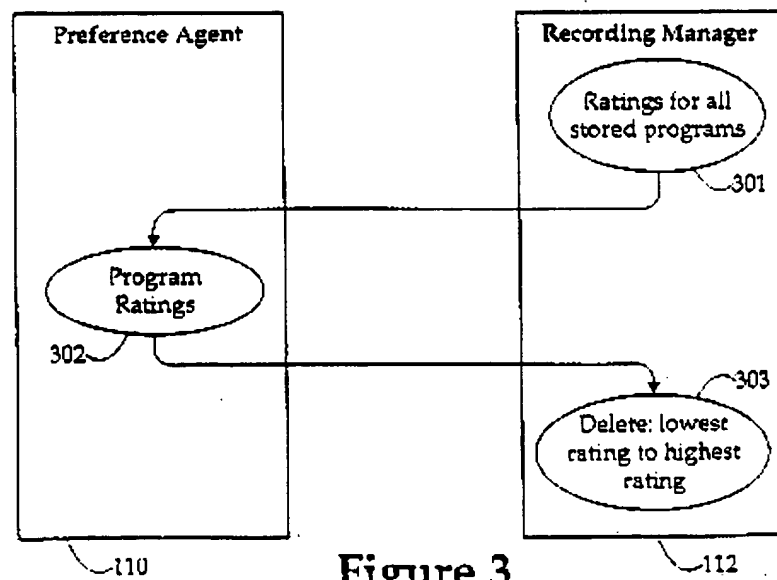 Preference Agent
Recording Manager
Ratings for all
stored programs
301
Program
Ratings
302
303
Delete: lowest
rating to highest
rating
110
Figure 3
112